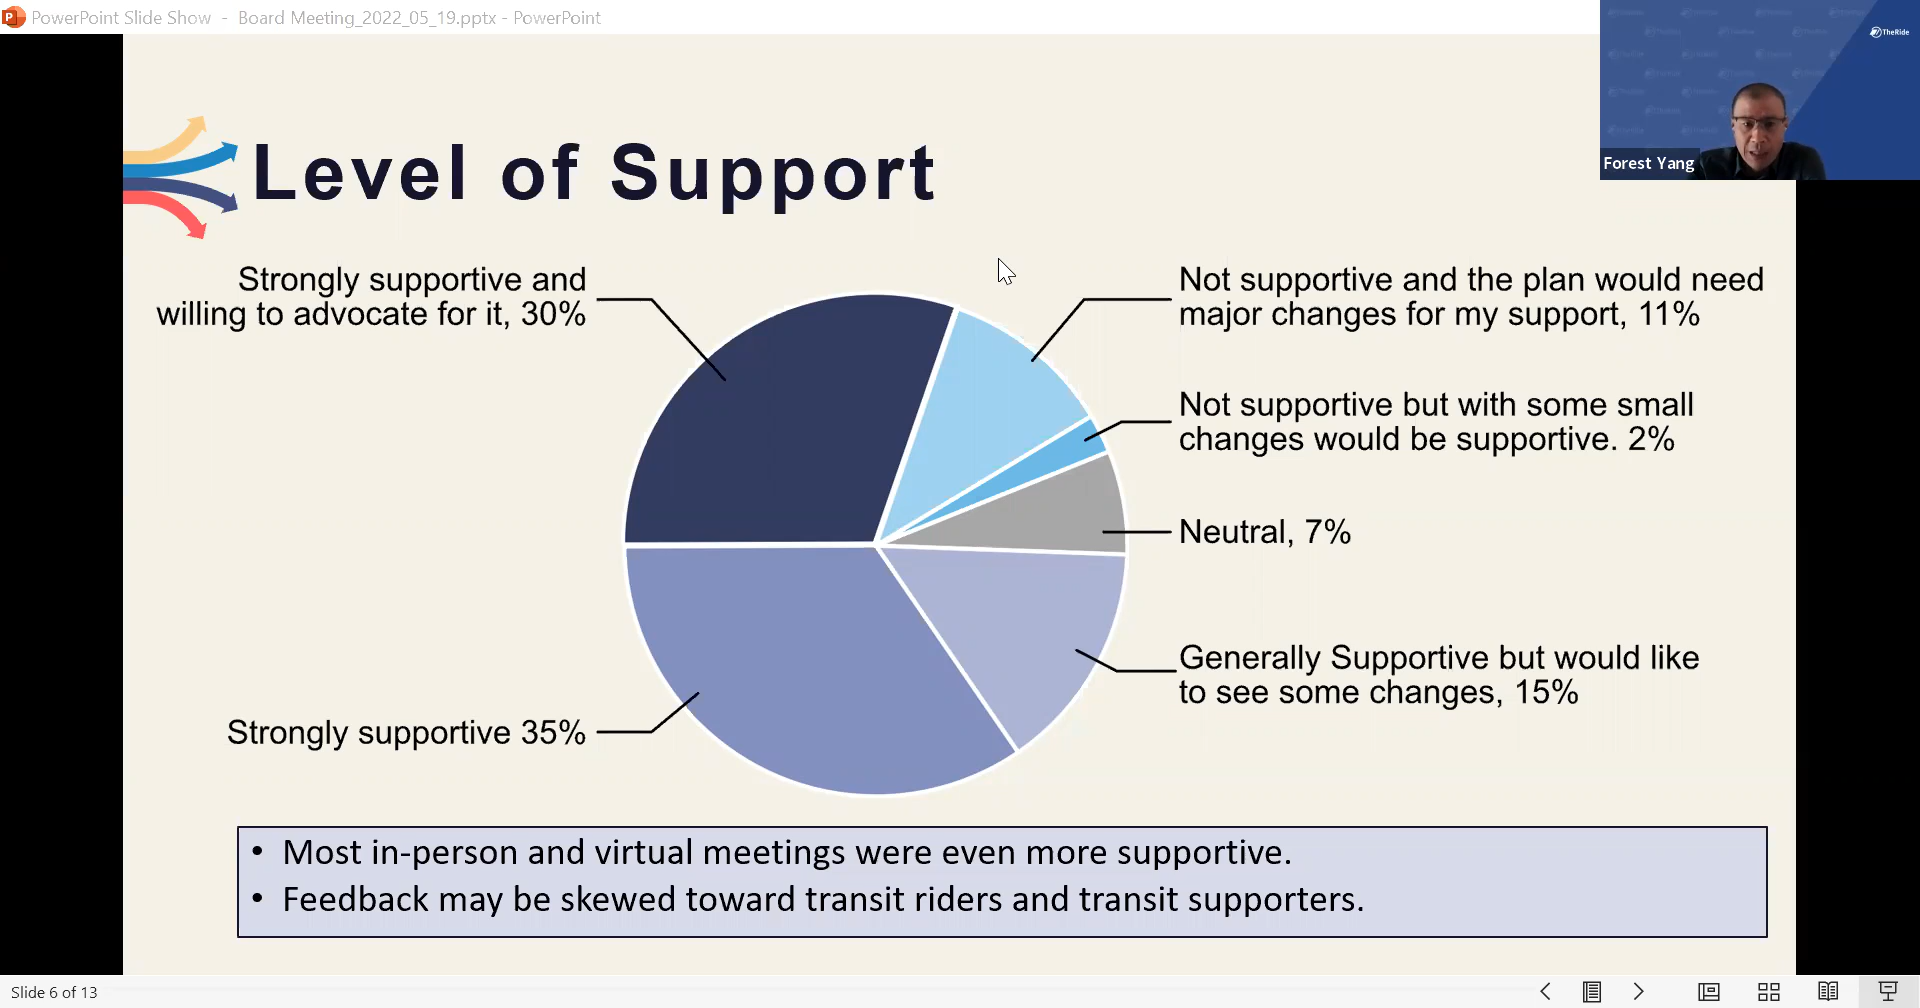 PowerPoint Slide Show - Board Meeting_2022_05_19.pptx - PowerPoint
TheRide
Forest Yang
Level of Support
Strongly supportive and
willing to advocate for it, 30%
Not supportive and the plan would need
major changes for my support, 11%
Not supportive but with some small
changes would be supportive. 2%
Neutral, 7%
Generally Supportive but would like
to see some changes, 15%
Strongly supportive 35%
• Most in-person and virtual meetings were even more supportive.
• Feedback may be skewed toward transit riders and transit supporters.
Slide 6 of 13